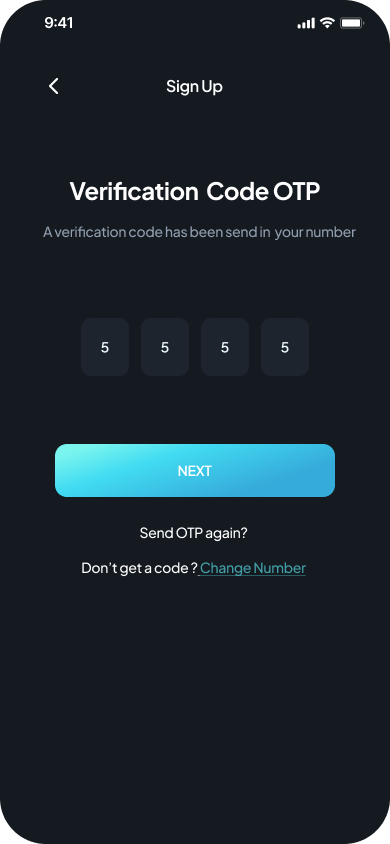 9:41
Sign Up
Verification Code OTP
A verification code has been send in your number
5 5 5 5
NEXT
Send OTP again?
Don't get a code ? Change Number